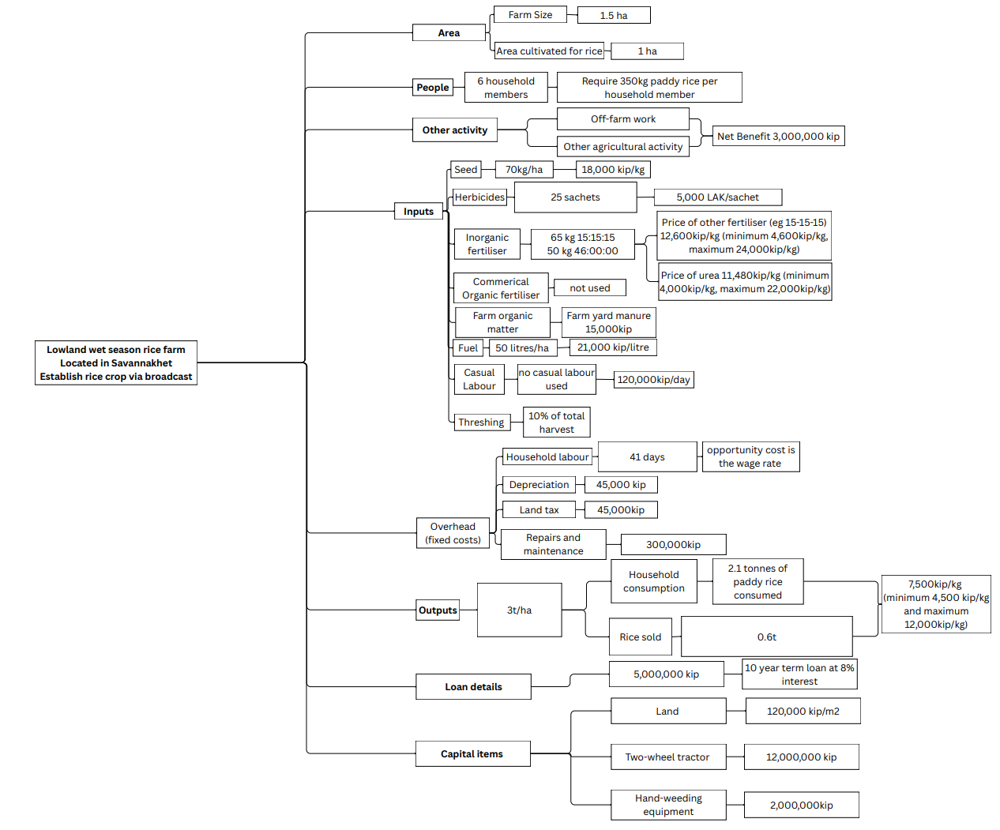 Farm Size
1.5 ha
Area
Area cultivated for rice
1 ha
People
6 household
members
Require 350kg paddy rice per
household member
Other activity
Off-farm work
Other agricultural activity
Net Benefit 3,000,000 kip
Inputs
Seed
70kg/ha
18,000 kip/kg
Herbicides
25 sachets
5,000 LAK/sachet
Inorganic
fertiliser
65 kg 15:15:15
50 kg 46:00:00
Price of other fertiliser (eg 15-15-15)
12,600kip/kg (minimum 4,600kip/kg,
maximum 24,000kip/kg)
Price of urea 11,480kip/kg (minimum
4,000kip/kg, maximum 22,000kip/kg)
Commerical
Organic fertiliser
not used
Farm organic
matter
Farm yard manure
15,000kip
Fuel
50 litres/ha
21,000 kip/litre
Casual
Labour
no casual labour
used
120,000kip/day
Threshing
10% of total
harvest
Lowland wet season rice farm
Located in Savannakhet
Establish rice crop via broadcast
Overhead
(fixed costs)
Household labour
41 days
opportunity cost is
the wage rate
Depreciation
45,000 kip
Land tax
45,000kip
Repairs and
maintenance
300,000kip
Outputs
3t/ha
Household
consumption
2.1 tonnes of
paddy rice
consumed
Rice sold
0.6t
7,500kip/kg
(minimum 4,500 kip/kg
and maximum
12,000kip/kg)
Loan details
5,000,000 kip
10 year term loan at 8%
interest
Capital items
Land
120,000 kip/m2
Two-wheel tractor
12,000,000 kip
Hand-weeding
equipment
2,000,000kip